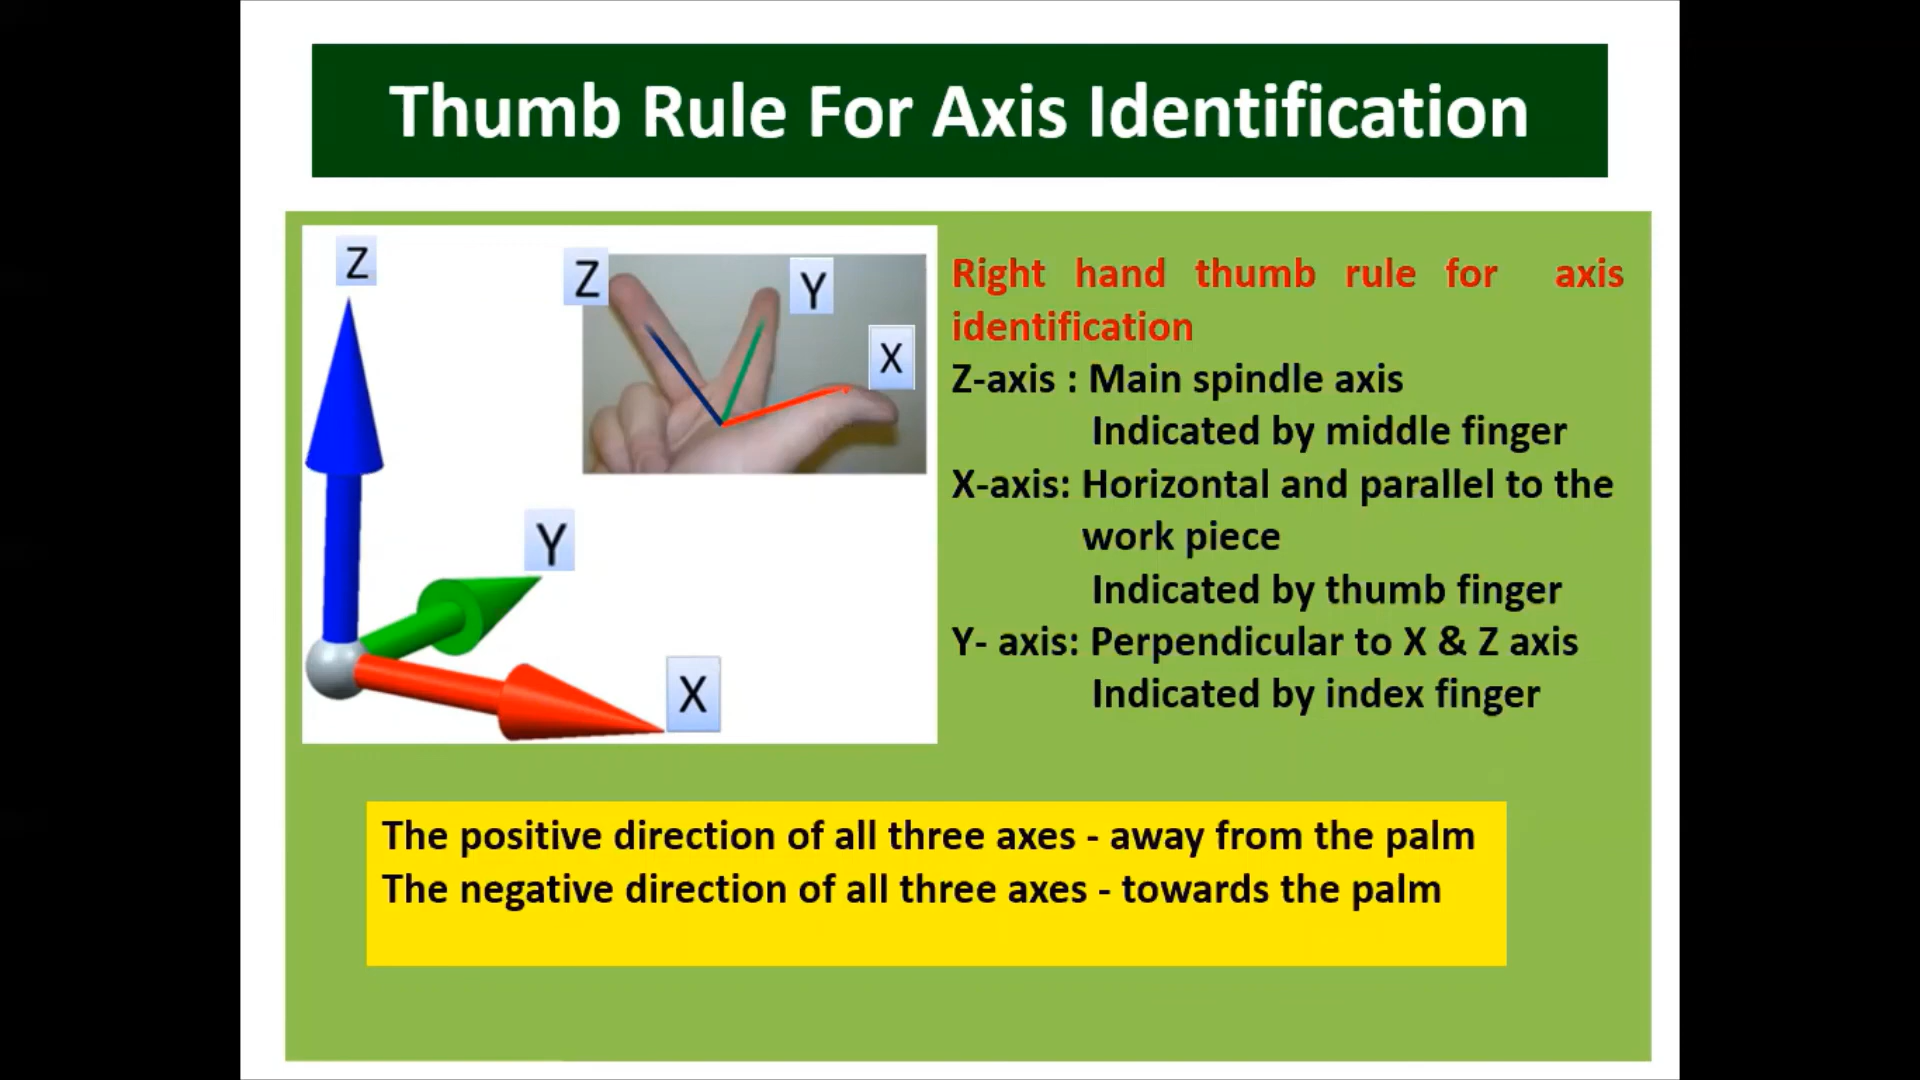 Thumb Rule For Axis Identification
Z
Z
Y
X
Y
X
Right hand thumb rule for axis
identification
Z-axis : Main spindle axis
Indicated by middle finger
X-axis: Horizontal and parallel to the
work piece
Indicated by thumb finger
Y- axis: Perpendicular to X & Z axis
Indicated by index finger
The positive direction of all three axes - away from the palm
The negative direction of all three axes - towards the palm